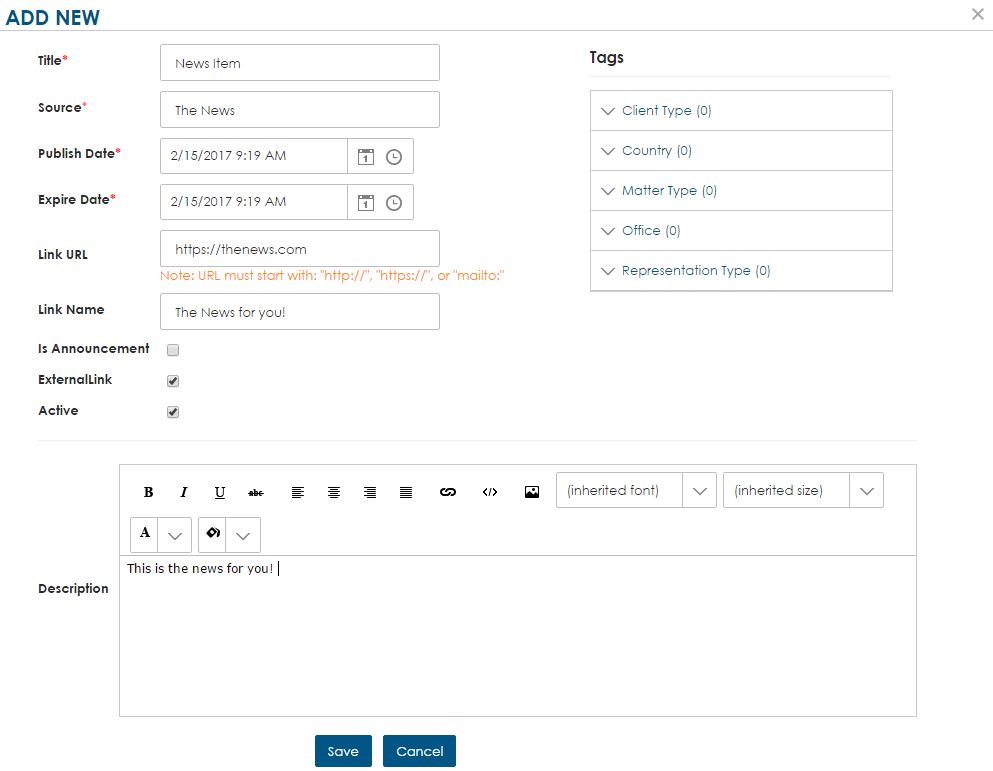 ADD NEW
Title* News Item
Source* The News
Publish Date* 2/15/2017 9:19 AM 1
Expire Date* 2/15/2017 9:19 AM 1
Link URL https://thenews.com
Note: URL must start with: "http://", "https://", or "mailto:"
Link Name The News for you!
Is Announcement
ExternalLink
Active
Tags
Client Type (0)
Country (0)
Matter Type (0)
Office (0)
Representation Type (0)
B I U abc (inherited font) (inherited size)
A
Description
This is the news for you!
Save Cancel